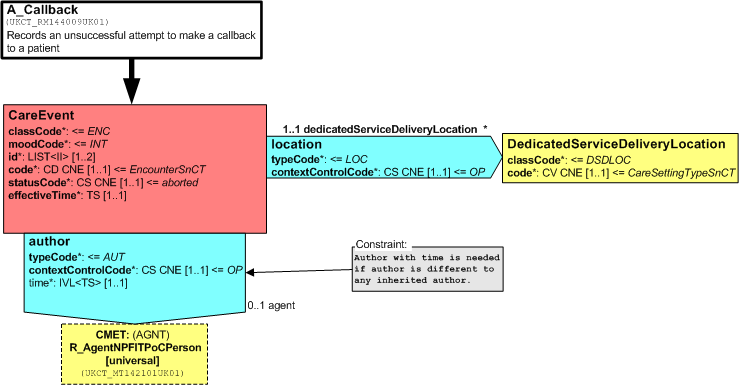 A_Callback
(UKCT_RM144009UK01)
Records an unsuccessful attempt to make a callback
to a patient
CareEvent
classCode*: <= ENC
moodCode*: <= INT
id*: LIST<II> [1..2]
code*: CD CNE [1..1] <= EncounterSnCT
statusCode*: CS CNE [1..1] <= aborted
effectiveTime*: TS [1..1]
1..1 dedicatedServiceDeliveryLocation *
location
typeCode*: <= LOC
contextControlCode*: CS CNE [1..1] <= OP
DedicatedServiceDeliveryLocation
classCode*: <= DSDLOC
code*: CV CNE [1..1] <= CareSettingTypeSnCT
author
typeCode*: <= AUT
contextControlCode*: CS CNE [1..1] <= OP
time*: IVL<TS> [1..1]
Constraint:
Author with time is needed
if author is different to
any inherited author.
0..1 agent
CMET: (AGNT)
R_AgentNPFITPoCPerson
[universal]
(UKCT_MT142101UK01)